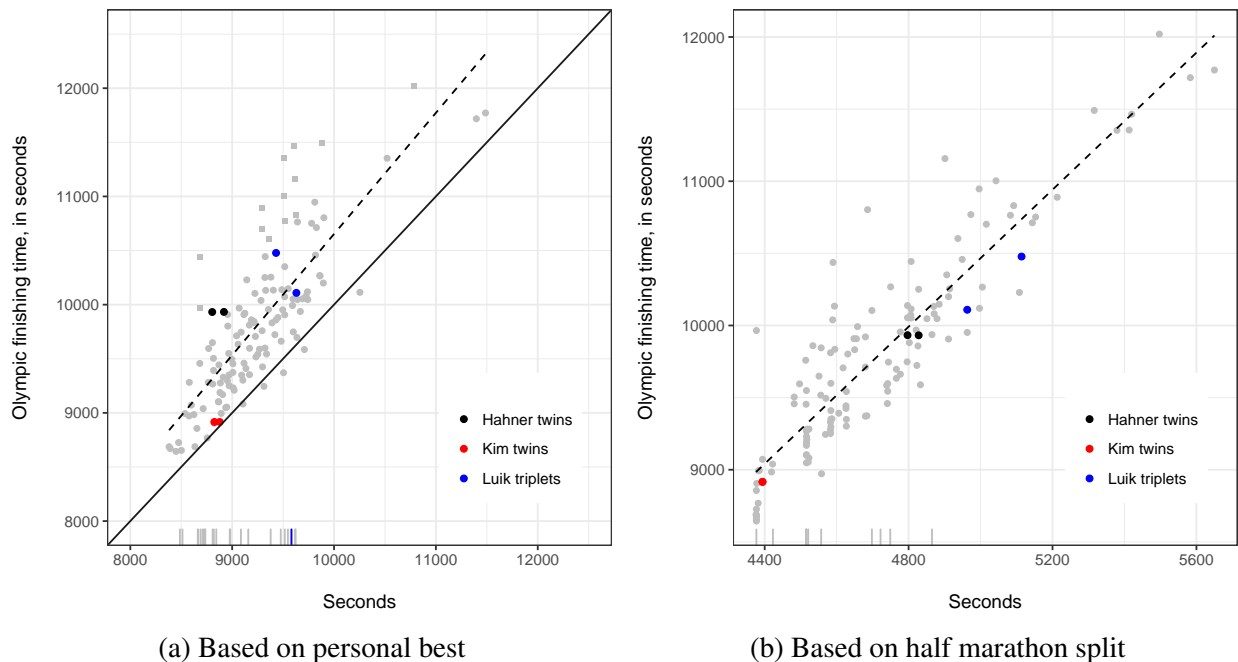 Olympic finishing time, in seconds
12000
11000
10000
9000
8000
8000
9000
10000
11000
12000
Seconds
Hahner twins
Kim twins
Luik triplets
(a) Based on personal best
Olympic finishing time, in seconds
12000
11000
10000
9000
4400
4800
5200
5600
Seconds
Hahner twins
Kim twins
Luik triplets
(b) Based on half marathon split